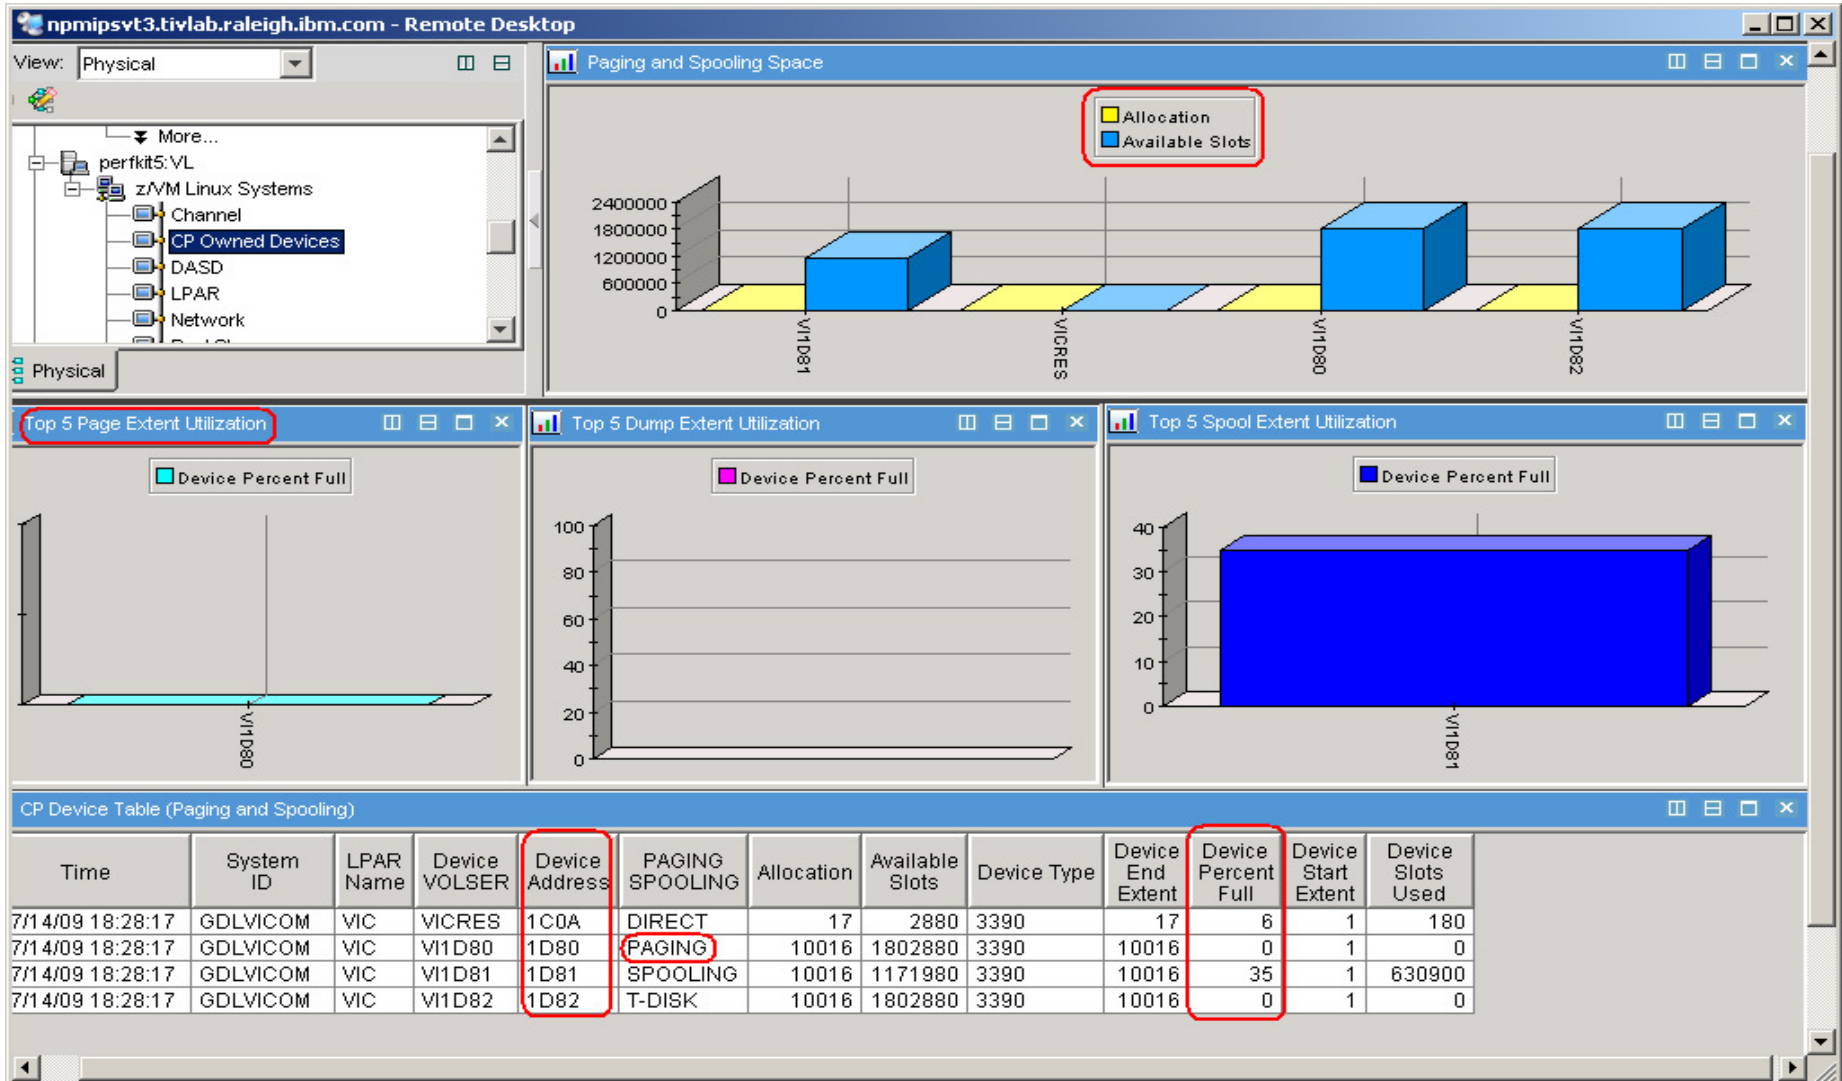 npmipsvt3.tivlab.raleigh.ibm.com - Remote Desktop
View: Physical
More...
perfkit5:VL
z/VM Linux Systems
Channel
CP Owned Devices
DASD
LPAR
Network
Physical
Paging and Spooling Space
Allocation
Available Slots
2400000
1800000
1200000
600000
0
VI1D81
VICRES
VI1D80
VI1D82
Top 5 Page Extent Utilization
Device Percent Full
VI1D80
Top 5 Dump Extent Utilization
Device Percent Full
100
80
60
40
20
0
Top 5 Spool Extent Utilization
Device Percent Full
40
30
20
10
0
VI1D81
CP Device Table (Paging and Spooling)
Time System ID LPAR Name Device VOLSER Device Address PAGING SPOOLING Allocation Available Slots Device Type Device End Extent Device Percent Full Device Start Extent Device Slots Used
7/14/09 18:28:17 GDLVICOM VIC VICRES 1C0A DIRECT 17 2880 3390 17 6 1 180
7/14/09 18:28:17 GDLVICOM VIC VI1D80 1D80 PAGING 10016 1802880 3390 10016 0 1 0
7/14/09 18:28:17 GDLVICOM VIC VI1D81 1D81 SPOOLING 10016 1171980 3390 10016 35 1 630900
7/14/09 18:28:17 GDLVICOM VIC VI1D82 1D82 T-DISK 10016 1802880 3390 10016 0 1 0